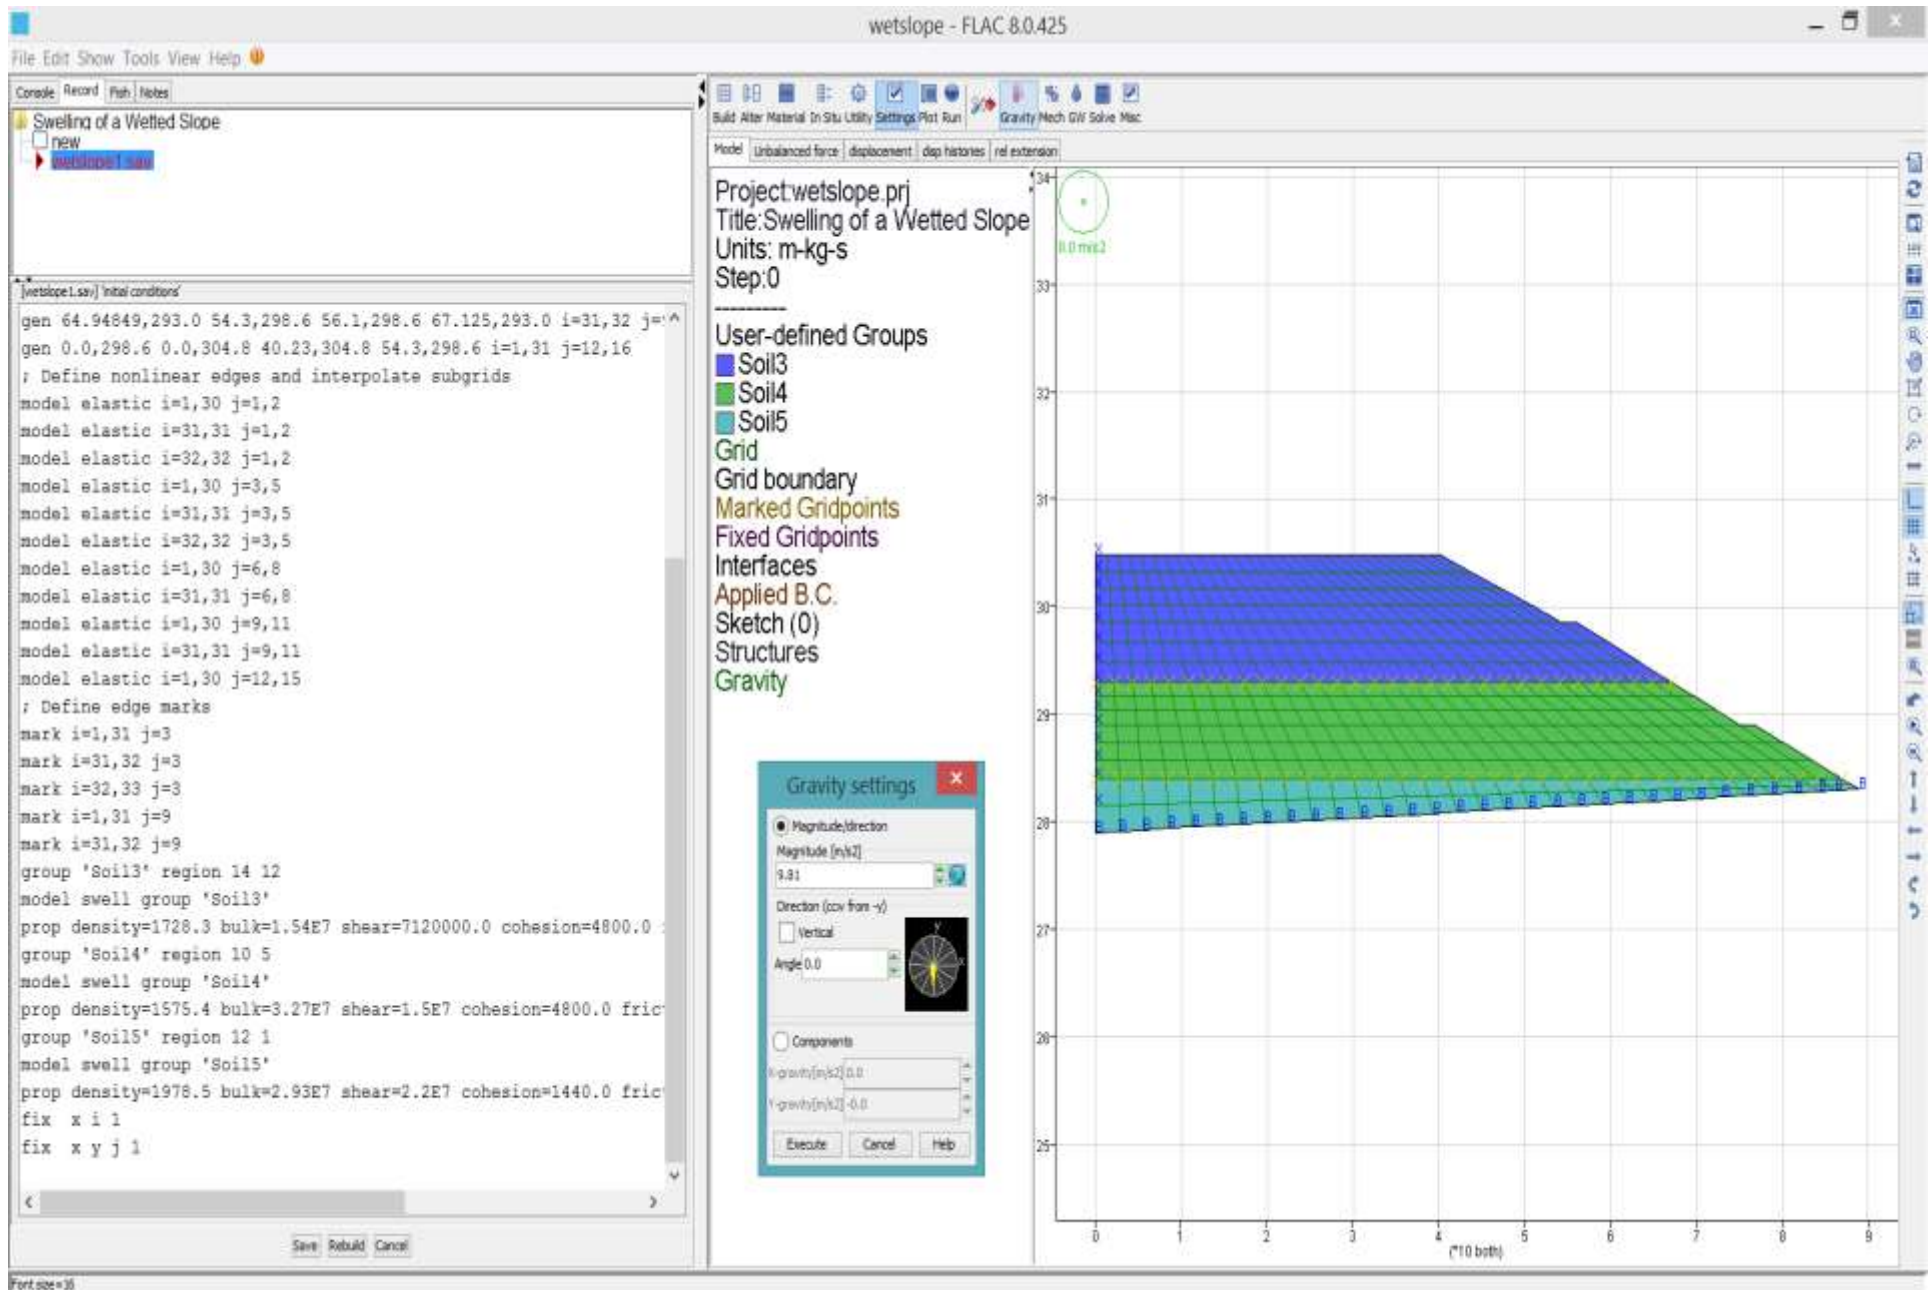 wetslope - FLAC 8.0.425
File Edit Show Tools View Help
Console Record Fish Notes
Swelling of a Wetted Slope
new
wetslope1.sav
[wetslope1.sav] 'initial conditions'
gen 64.94849,293.0 54.3,298.6 56.1,298.6 67.125,293.0 i=31,32 j=
gen 0.0,298.6 0.0,304.8 40.23,304.8 54.3,298.6 i=1,31 j=12,16
; Define nonlinear edges and interpolate subgrids
model elastic i=1,30 j=1,2
model elastic i=31,31 j=1,2
model elastic i=32,32 j=1,2
model elastic i=1,30 j=3,5
model elastic i=31,31 j=3,5
model elastic i=32,32 j=3,5
model elastic i=1,30 j=6,8
model elastic i=31,31 j=6,8
model elastic i=1,30 j=9,11
model elastic i=31,31 j=9,11
model elastic i=1,30 j=12,15
; Define edge marks
mark i=1,31 j=3
mark i=31,32 j=3
mark i=32,33 j=3
mark i=1,31 j=9
mark i=31,32 j=9
group 'Soil3' region 14 12
model swell group 'Soil3'
prop density=1728.3 bulk=1.54E7 shear=7120000.0 cohesion=4800.0
group 'Soil4' region 10 5
model swell group 'Soil4'
prop density=1575.4 bulk=3.27E7 shear=1.5E7 cohesion=4800.0 fric
group 'Soil5' region 12 1
model swell group 'Soil5'
prop density=1978.5 bulk=2.93E7 shear=2.2E7 cohesion=1440.0 fric
fix x i 1
fix x y j 1
Save Rebuild Cancel
Font size=16
Build Alter Material In Situ Utility Settings Plot Run Gravity Mech GW Solve Misc
Model Unbalanced force displacement disp histories rel extension
Project:wetslope.prj
Title:Swelling of a Wetted Slope
Units: m-kg-s
Step:0
---------
User-defined Groups
Soil3
Soil4
Soil5
Grid
Grid boundary
Marked Gridpoints
Fixed Gridpoints
Interfaces
Applied B.C.
Sketch (0)
Structures
Gravity
Gravity settings
Magnitude/direction
Magnitude [m/s2]
9.81
Direction (ccw from -y)
Vertical
Angle 0.0
Components
X-gravity[m/s2] 0.0
Y-gravity[m/s2] -0.0
Execute Cancel Help
0.0 m/s2
34
33
32
31
30
29
28
27
26
25
0 1 2 3 4 5 6 7 8 9
(*10 both)